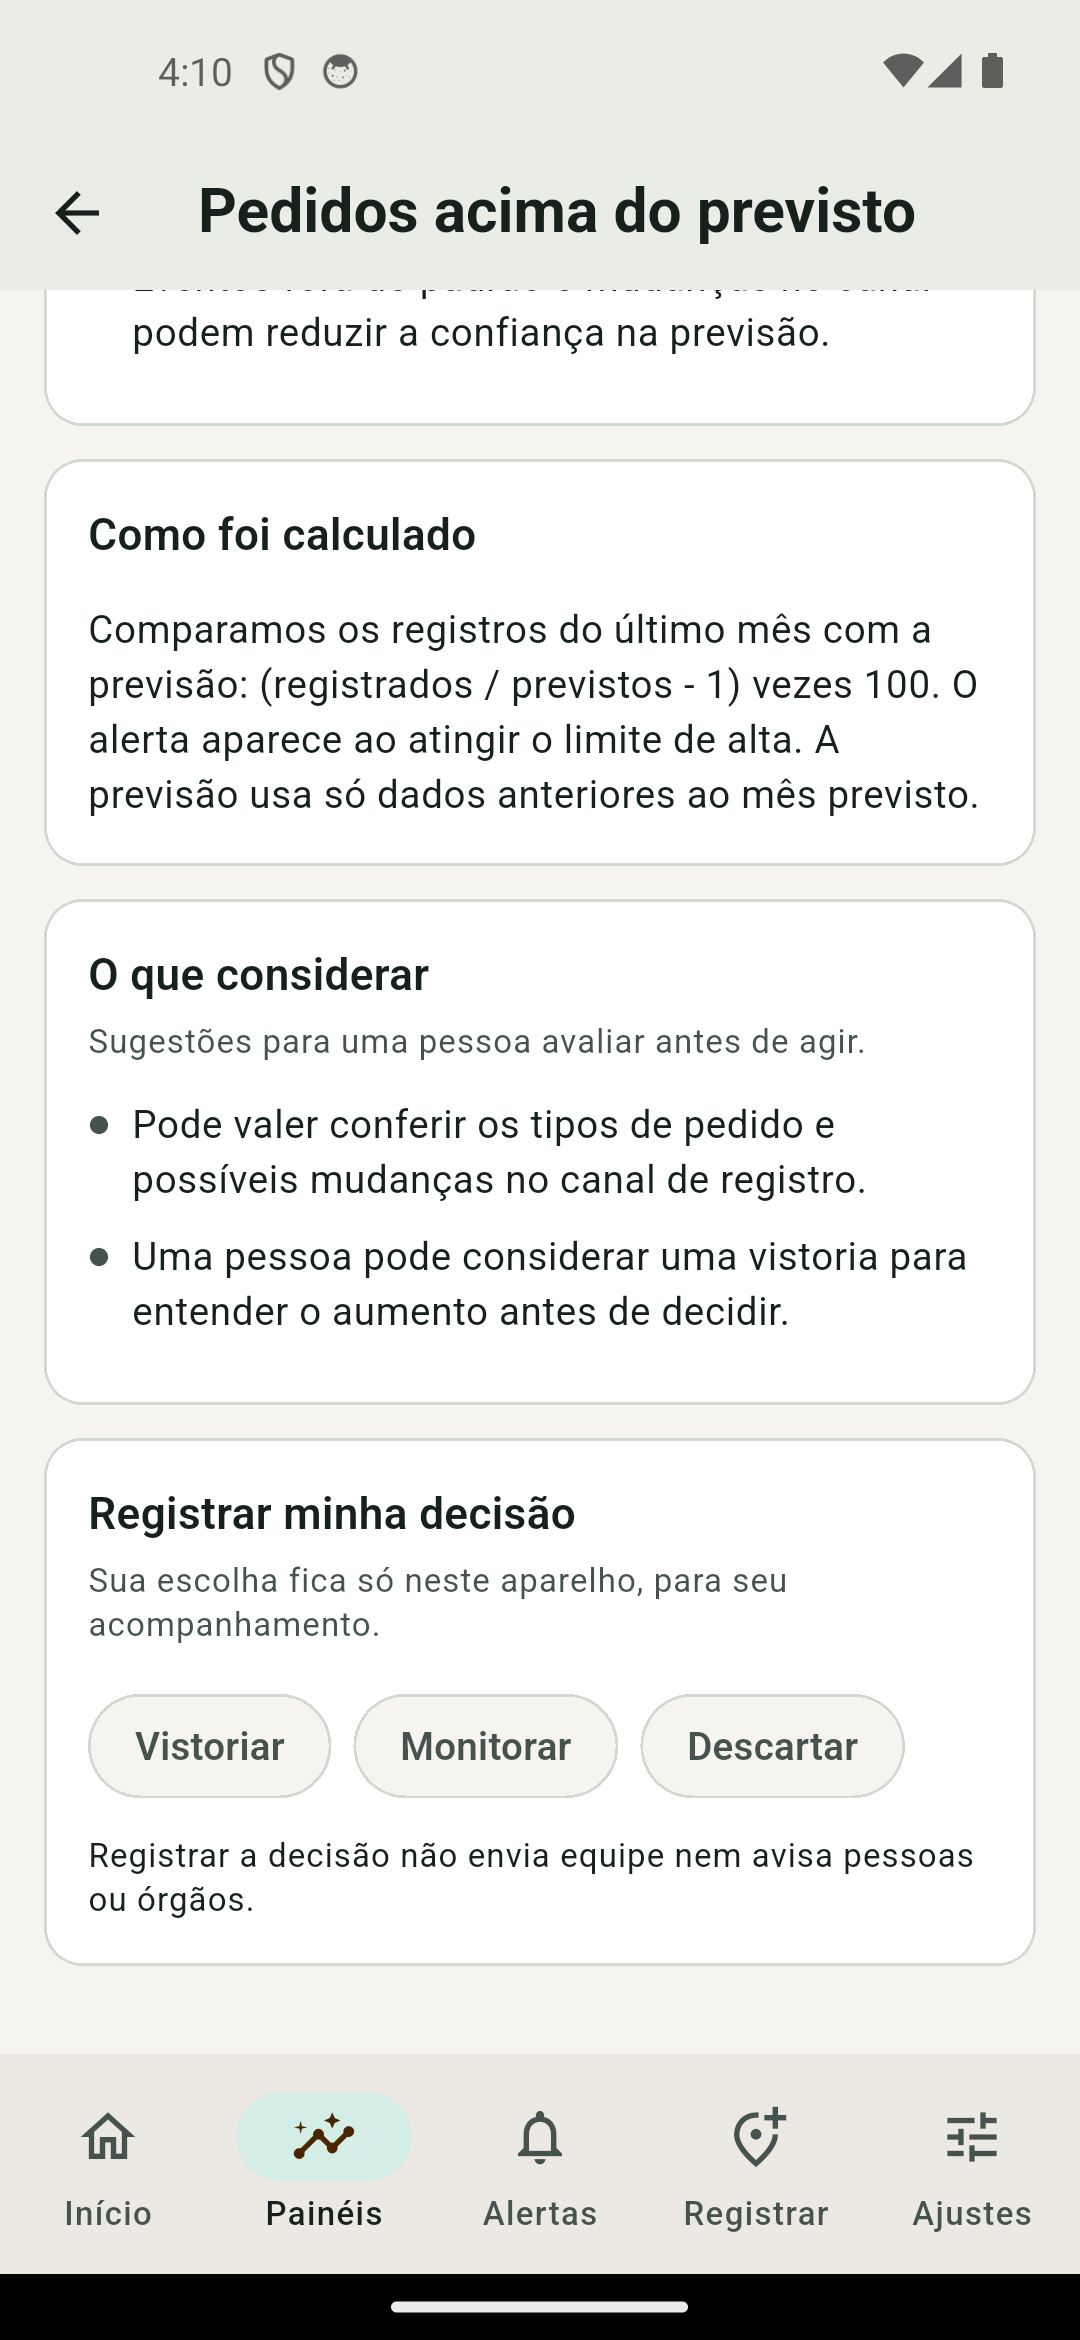 4:10
Pedidos acima do previsto
podem reduzir a confiança na previsão.
Como foi calculado
Comparamos os registros do último mês com a
previsão: (registrados / previstos - 1) vezes 100. O
alerta aparece ao atingir o limite de alta. A
previsão usa só dados anteriores ao mês previsto.
O que considerar
Sugestões para uma pessoa avaliar antes de agir.
Pode valer conferir os tipos de pedido e
possíveis mudanças no canal de registro.
Uma pessoa pode considerar uma vistoria para
entender o aumento antes de decidir.
Registrar minha decisão
Sua escolha fica só neste aparelho, para seu
acompanhamento.
Vistoriar
Monitorar
Descartar
Registrar a decisão não envia equipe nem avisa pessoas
ou órgãos.
Início
Painéis
Alertas
Registrar
Ajustes